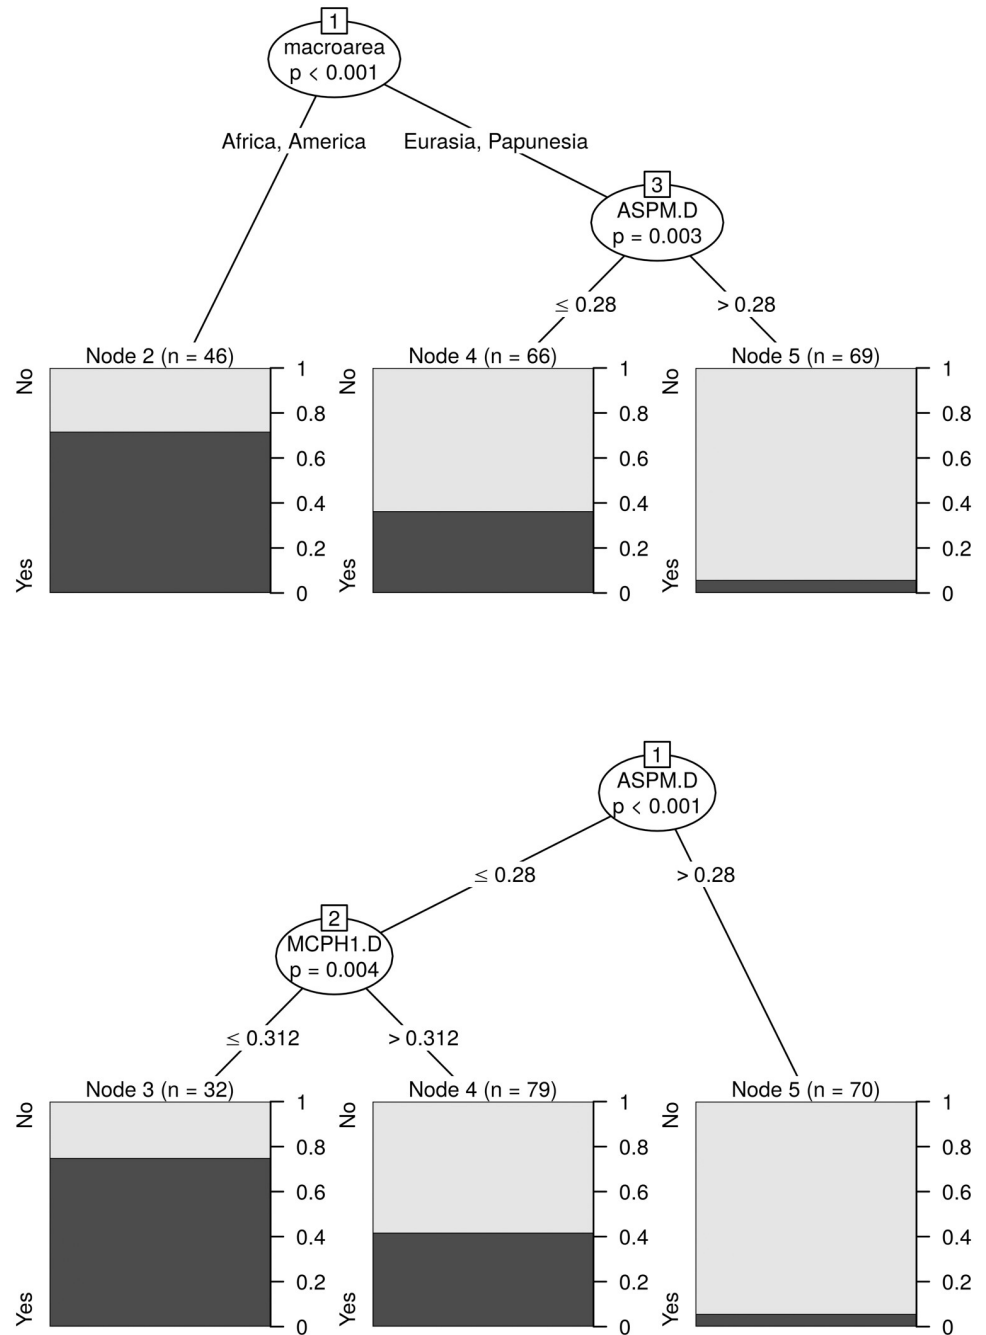 1
macroarea
p < 0.001
Africa, America
Eurasia, Papunesia
3
ASPM.D
p = 0.003
≤ 0.28
> 0.28
Node 2 (n = 46)
No
Yes
1
0.8
0.6
0.4
0.2
0
Node 4 (n = 66)
No
Yes
1
0.8
0.6
0.4
0.2
0
Node 5 (n = 69)
No
Yes
1
0.8
0.6
0.4
0.2
0
1
ASPM.D
p < 0.001
≤ 0.28
> 0.28
2
MCPH1.D
p = 0.004
≤ 0.312
> 0.312
Node 3 (n = 32)
No
Yes
1
0.8
0.6
0.4
0.2
0
Node 4 (n = 79)
No
Yes
1
0.8
0.6
0.4
0.2
0
Node 5 (n = 70)
No
Yes
1
0.8
0.6
0.4
0.2
0